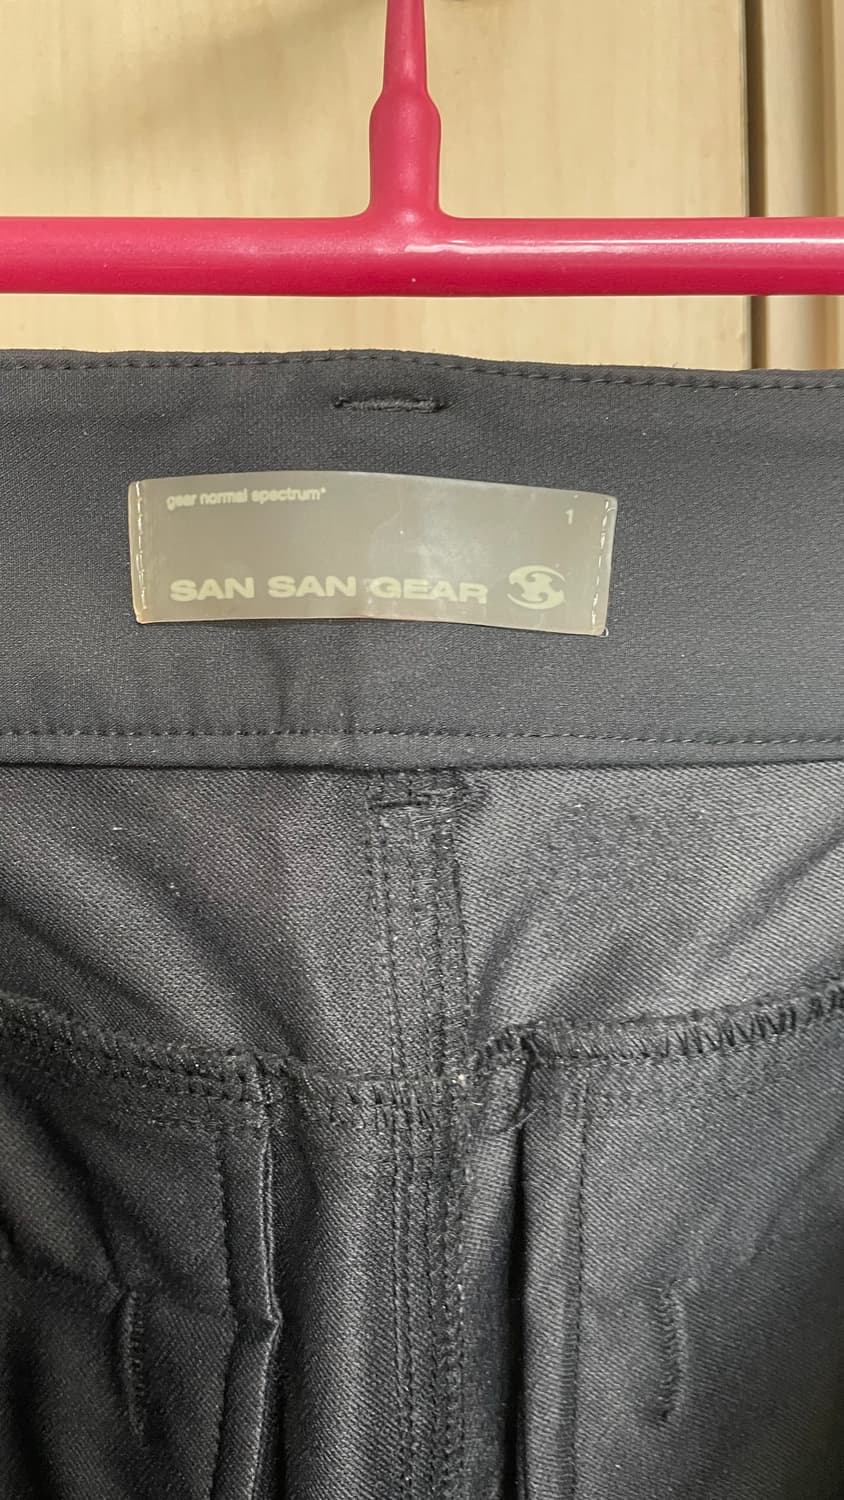 gear normal spectrum*
1
SAN SAN GEAR